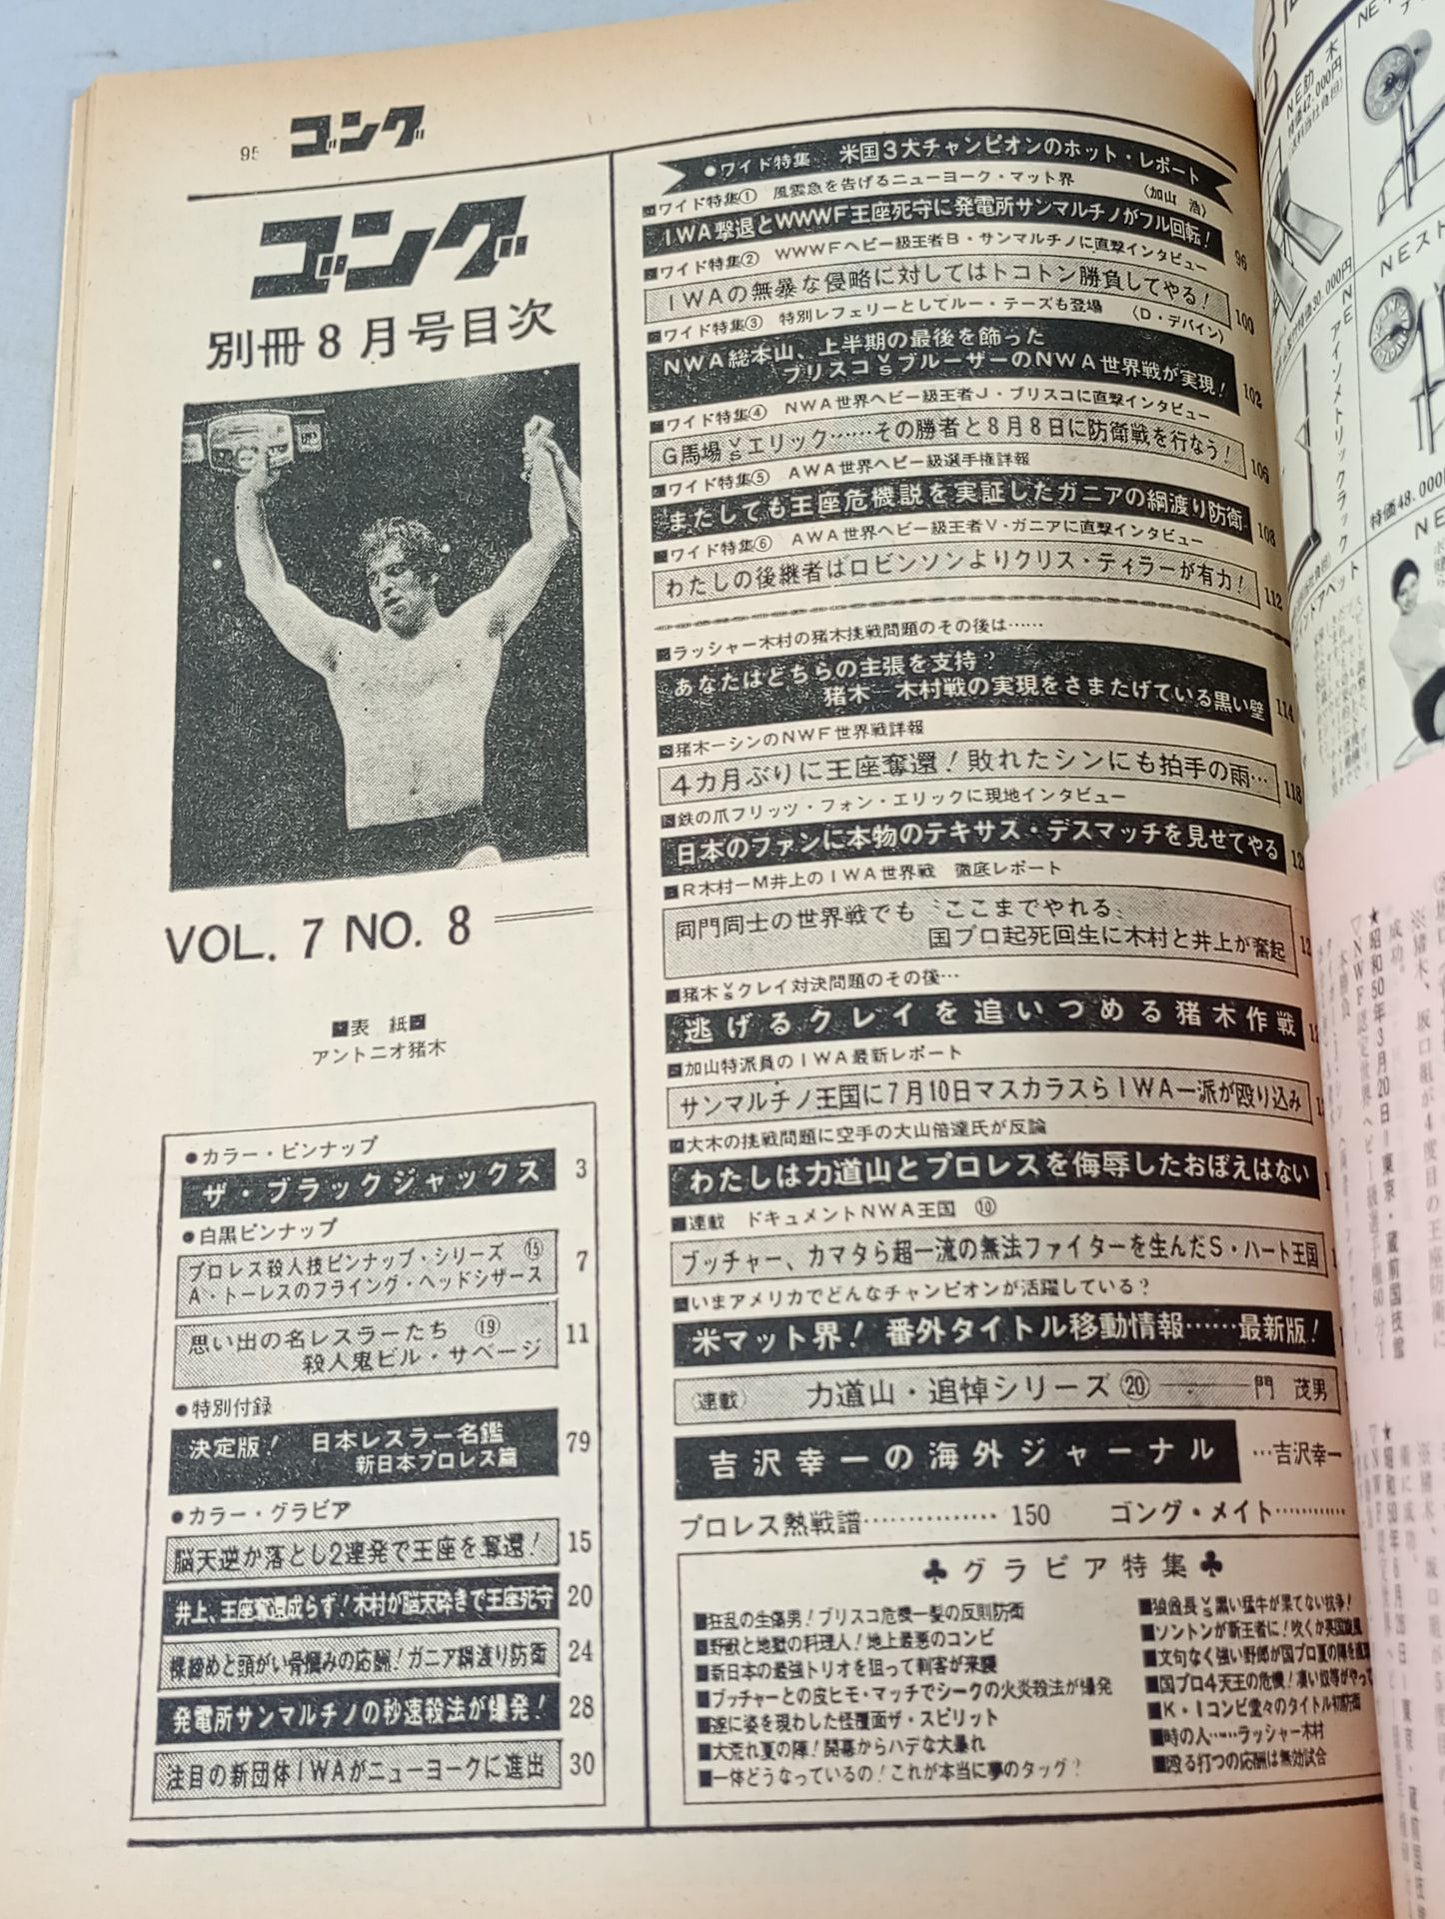 95
ゴング
ゴング
別冊8月号目次
VOL. 7 NO. 8
■表 紙■
アントニオ猪木
●カラー・ピンナップ
ザ・ブラックジャックス 3
●白黒ピンナップ
プロレス殺人技ピンナップ・シリーズ ⑮
A・トーレスのフライング・ヘッドシザース 7
思い出の名レスラーたち ⑲
殺人鬼ビル・サベージ 11
●特別付録
決定版! 日本レスラー名鑑
新日本プロレス篇 79
●カラー・グラビア
脳天逆か落とし2連発で王座を奪還! 15
井上、王座奪還成らず!木村が脳天砕きで王座死守 20
裸締めと頭がい骨懺みの応酬!ガニア綱渡り防衛 24
発電所サンマルチノの秒速殺法が爆発! 28
注目の新団体IWAがニューヨークに進出 30
●ワイド特集 米国3大チャンピオンのホット・レポート
■ワイド特集① 風雲急を告げるニューヨーク・マット界 〈加山 浩〉
IWA撃退とWWWF王座死守に発電所サンマルチノがフル回転! 96
■ワイド特集② WWWFヘビー級王者B・サンマルチノに直撃インタビュー
IWAの無暴な侵略に対してはトコトン勝負してやる! 100
■ワイド特集③ 特別レフェリーとしてルー・テーズも登場 〈D・デバイン〉
NWA総本山、上半期の最後を飾った
ブリスコVSブルーザーのNWA世界戦が実現! 102
■ワイド特集④ NWA世界ヘビー級王者J・ブリスコに直撃インタビュー
G馬場VSエリック……その勝者と8月8日に防衛戦を行なう! 106
■ワイド特集⑤ AWA世界ヘビー級選手権詳報
またしても王座危機説を実証したガニアの綱渡り防衛 108
■ワイド特集⑥ AWA世界ヘビー級王者V・ガニアに直撃インタビュー
わたしの後継者はロビンソンよりクリス・ティラーが有力! 112
■ラッシャー木村の猪木挑戦問題のその後は……
あなたはどちらの主張を支持?
猪木―木村戦の実現をさまたげている黒い壁 114
■猪木―シンのNWF世界戦詳報
4カ月ぶりに王座奪還!敗れたシンにも拍手の雨… 118
■鉄の爪フリッツ・フォン・エリックに現地インタビュー
日本のファンに本物のテキサス・デスマッチを見せてやる
■R木村―M井上のIWA世界戦 徹底レポート
同門同士の世界戦でも〝ここまでやれる〟
国プロ起死回生に木村と井上が奮起
■猪木VSクレイ対決問題のその後…
逃げるクレイを追いつめる猪木作戦
■加山特派員のIWA最新レポート
サンマルチノ王国に7月10日マスカラスらIWA一派が殴り込み
■大木の挑戦問題に空手の大山倍達氏が反論
わたしは力道山とプロレスを侮辱したおぼえはない
■連載 ドキュメントNWA王国 ⑩
ブッチャー、カマタら超一流の無法ファイターを生んだS・ハート王国
■いまアメリカでどんなチャンピオンが活躍している?
米マット界! 番外タイトル移動情報……最新版!
〈連載〉 力道山・追悼シリーズ⑳―――門 茂男
吉沢幸一の海外ジャーナル …吉沢幸一
プロレス熱戦譜…………… 150 ゴング・メイト…………
♣グラビア特集♣
■狂乱の生傷男!ブリスコ危機一髪の反則防衛
■野獣と地獄の料理人!地上最悪のコンビ
■新日本の最強トリオを狙って刺客が来襲
■ブッチャーとの皮ヒモ・マッチでシークの火炎殺法が爆発
■遂に姿を現わした怪覆面ザ・スピリット
■大荒れ夏の陣!開幕からハデな大暴れ
■一体どうなっているの!これが本当に夢のタッグ?
■狼酋長VS黒い猛牛が果てない抗争!
■ソントンが新王者に!吹くか英国旋風
■文句なく強い野郎が国プロ夏の陣を
■国プロ4天王の危機!凄い奴等がやって
■K・Iコンビ堂々のタイトル初防衛
■時の人……ラッシャー木村
■殴る打つの応酬は無効試合